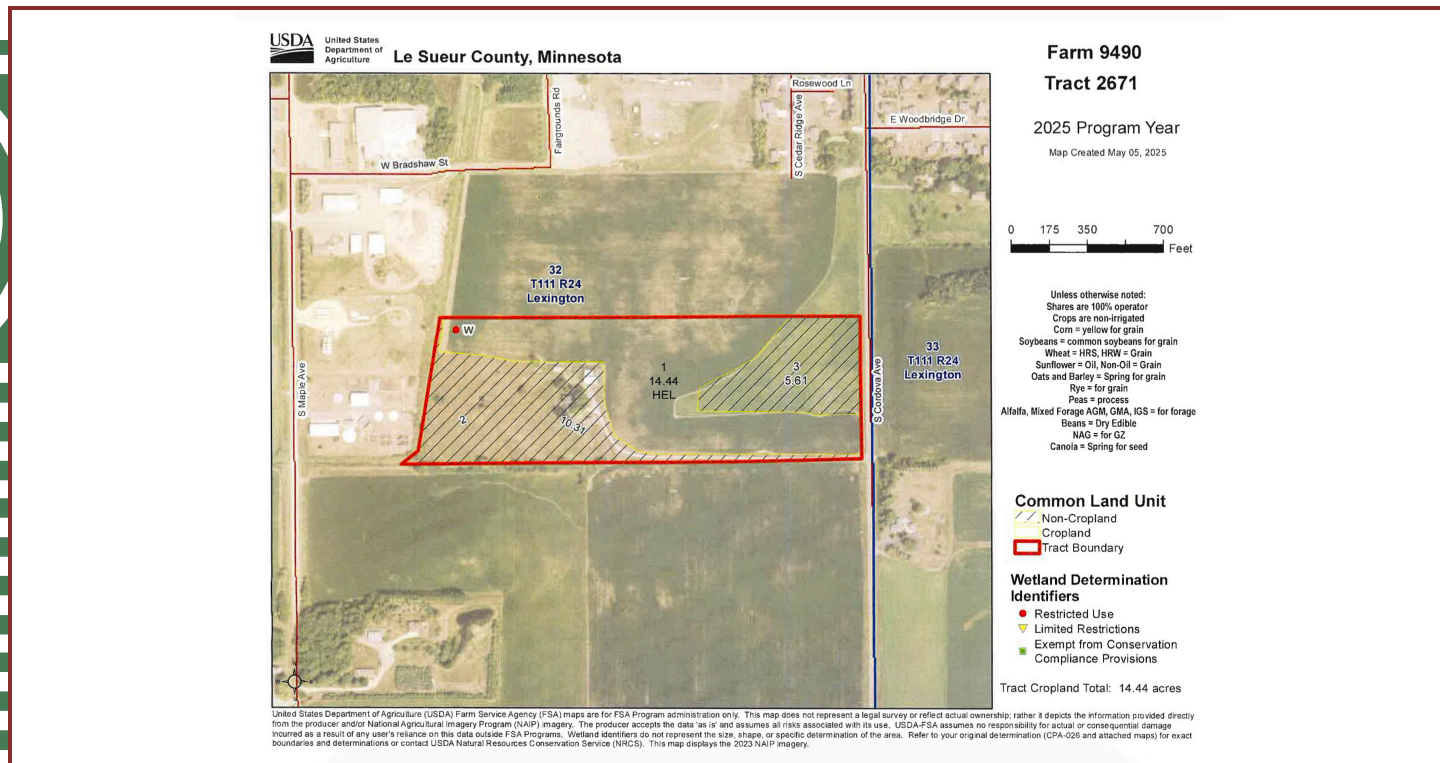 USDA
United States
Department of
Agriculture
Le Sueur County, Minnesota
Farm 9490
Tract 2671
2025 Program Year
Map Created May 05, 2025
Rosewood Ln
Fairgrounds Rd
S Cedar Ridge Ave
E Woodbridge Dr
W Bradshaw St
0 175 350 700
Feet
32
T111 R24
Lexington
Unless otherwise noted:
Shares are 100% operator
Crops are non-irrigated
Corn = yellow for grain
Soybeans = common soybeans for grain
Wheat = HRS, HRW = Grain
Sunflower = Oil, Non-Oil = Grain
Oats and Barley = Spring for grain
Rye = for grain
Peas = process
Alfalfa, Mixed Forage AGM, GMA, IGS = for forage
Beans = Dry Edible
NAG = for GZ
Canola = Spring for seed
W
33
T111 R24
Lexington
1
14.44
HEL
3
5.61
S Maple Ave
S Cordova Ave
2
10.31
Common Land Unit
Non-Cropland
Cropland
Tract Boundary
Wetland Determination
Identifiers
Restricted Use
Limited Restrictions
Exempt from Conservation
Compliance Provisions
Tract Cropland Total: 14.44 acres
United States Department of Agriculture (USDA) Farm Service Agency (FSA) maps are for FSA Program administration only. This map does not represent a legal survey or reflect actual ownership; rather it depicts the information provided directly
from the producer and/or National Agricultural Imagery Program (NAIP) imagery. The producer accepts the data 'as is' and assumes all risks associated with its use. USDA-FSA assumes no responsibility for actual or consequential damage
incurred as a result of any user's reliance on this data outside FSA Programs. Wetland identifiers do not represent the size, shape, or specific determination of the area. Refer to your original determination (CPA-026 and attached maps) for exact
boundaries and determinations or contact USDA Natural Resources Conservation Service (NRCS). This map displays the 2023 NAIP imagery.